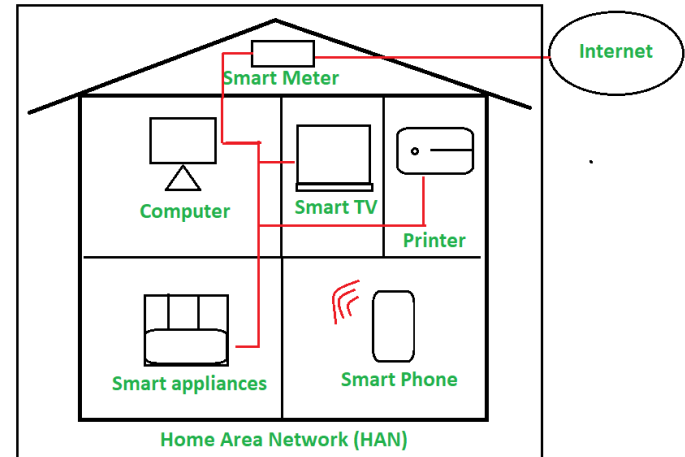 Internet
Smart Meter
Computer
Smart TV
Printer
Smart appliances
Smart Phone
Home Area Network (HAN)